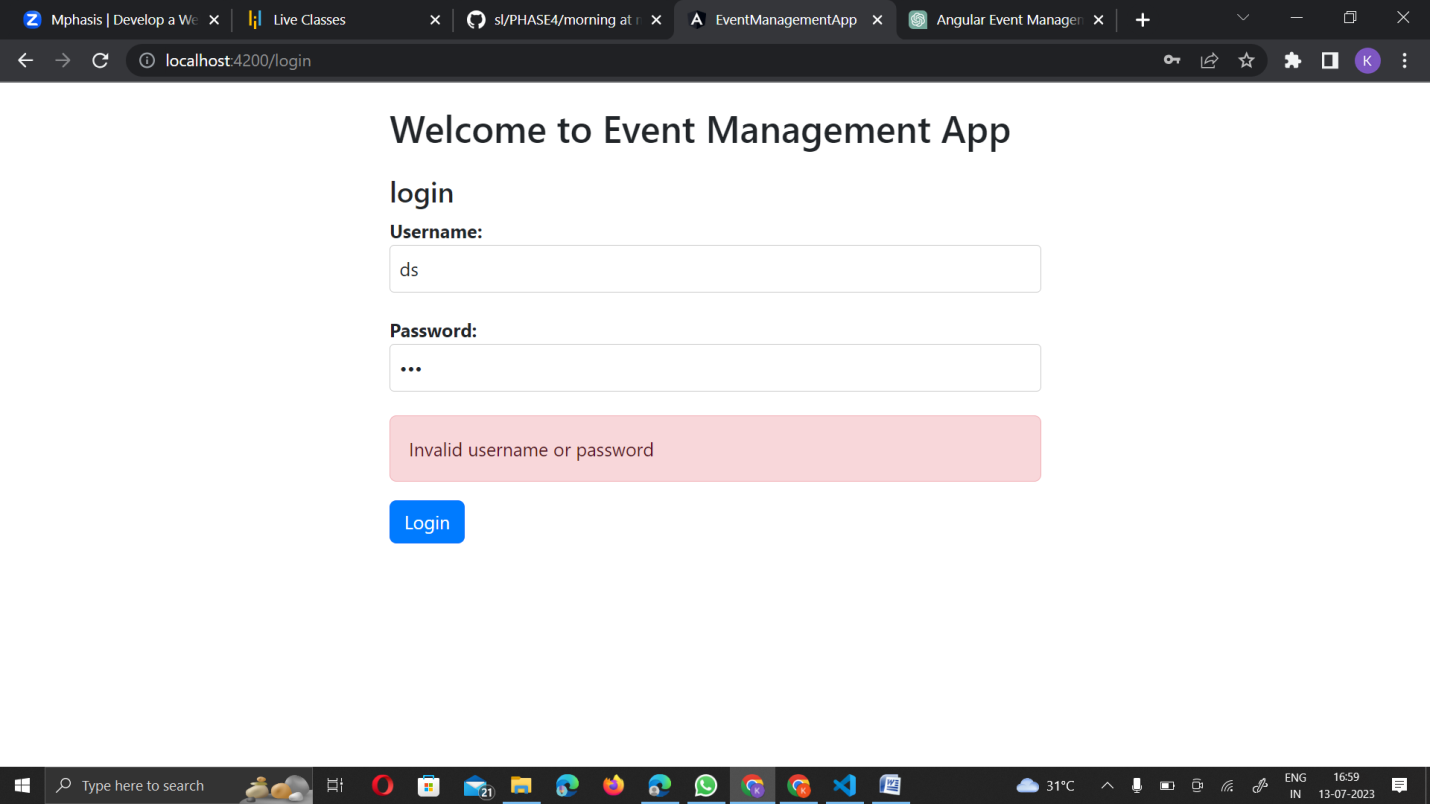 Mphasis | Develop a We
Live Classes
sl/PHASE4/morning at
EventManagementApp
Angular Event Managem
localhost:4200/login
K
Welcome to Event Management App
login
Username:
ds
Password:
•••
Invalid username or password
Login
Type here to search
21
31°C
ENG
IN
16:59
13-07-2023